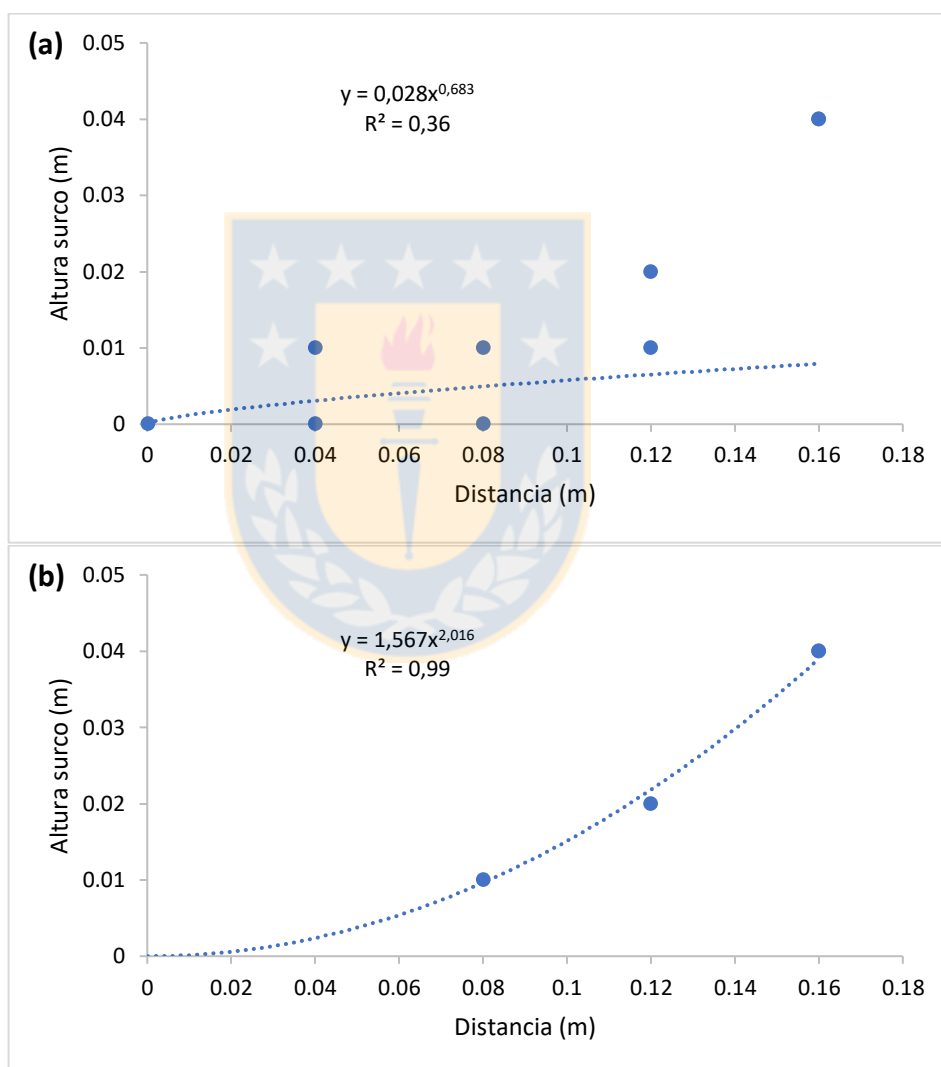 (a)
0.05
0.04
0.03
0.02
0.01
0
y = 0,028x^0,683
R² = 0,36
Altura surco (m)
0 0.02 0.04 0.06 0.08 0.1 0.12 0.14 0.16 0.18
Distancia (m)
(b)
0.05
0.04
0.03
0.02
0.01
0
y = 1,567x^2,016
R² = 0,99
Altura surco (m)
0 0.02 0.04 0.06 0.08 0.1 0.12 0.14 0.16 0.18
Distancia (m)